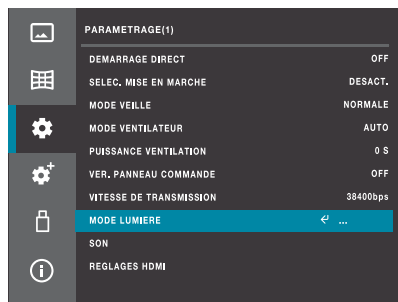 PARAMETRAGE(1)
DEMARRAGE DIRECT OFF
SELEC. MISE EN MARCHE DESACT.
MODE VEILLE NORMALE
MODE VENTILATEUR AUTO
PUISSANCE VENTILATION 0 S
VER. PANNEAU COMMANDE OFF
VITESSE DE TRANSMISSION 38400bps
MODE LUMIERE ↵ ...
SON
REGLAGES HDMI